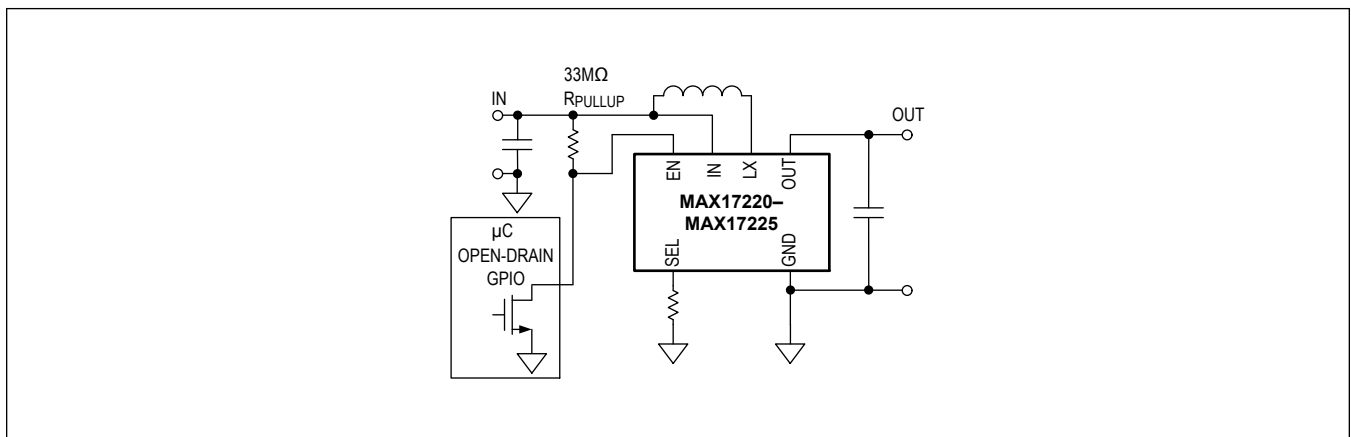 33MΩ
RPULLUP
IN
OUT
EN
IN
LX
OUT
MAX17220–
MAX17225
SEL
GND
µC
OPEN-DRAIN
GPIO